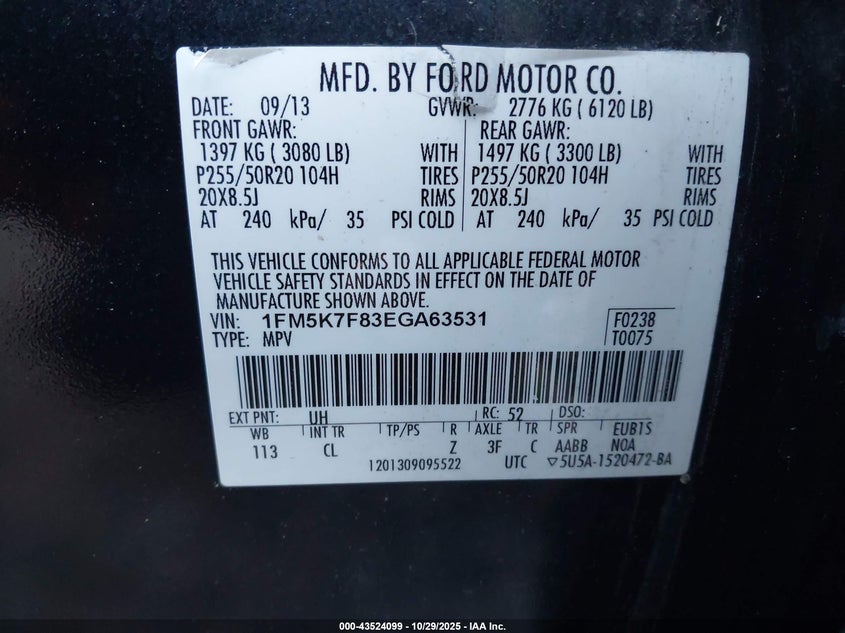 MFD. BY FORD MOTOR CO.
DATE: 09/13 GVWR: 2776 KG ( 6120 LB)
FRONT GAWR: REAR GAWR:
1397 KG ( 3080 LB) WITH 1497 KG ( 3300 LB) WITH
P255/50R20 104H TIRES P255/50R20 104H TIRES
20X8.5J RIMS 20X8.5J RIMS
AT 240 kPa/ 35 PSI COLD AT 240 kPa/ 35 PSI COLD
THIS VEHICLE CONFORMS TO ALL APPLICABLE FEDERAL MOTOR
VEHICLE SAFETY STANDARDS IN EFFECT ON THE DATE OF
MANUFACTURE SHOWN ABOVE.
VIN: 1FM5K7F83EGA63531 F0238
TYPE: MPV T0075
EXT PNT: UH RC: 52 DSO:
WB INT TR TP/PS R AXLE TR SPR EUB1S
113 CL Z 3F C AABB NOA
1201309095522 UTC ▽5U5A-1520472-BA
000-43524099 | 10/29/2025 - IAA Inc.